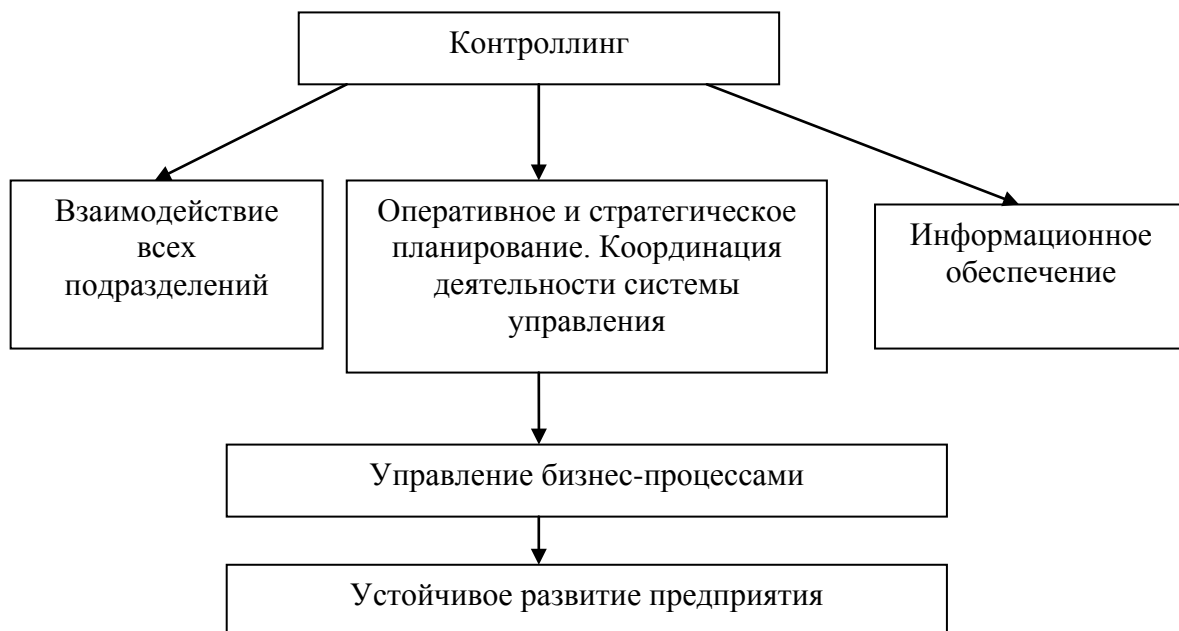 Контроллинг
Взаимодействие
всех
подразделений
Оперативное и стратегическое
планирование. Координация
деятельности системы
управления
Информационное
обеспечение
Управление бизнес-процессами
Устойчивое развитие предприятия